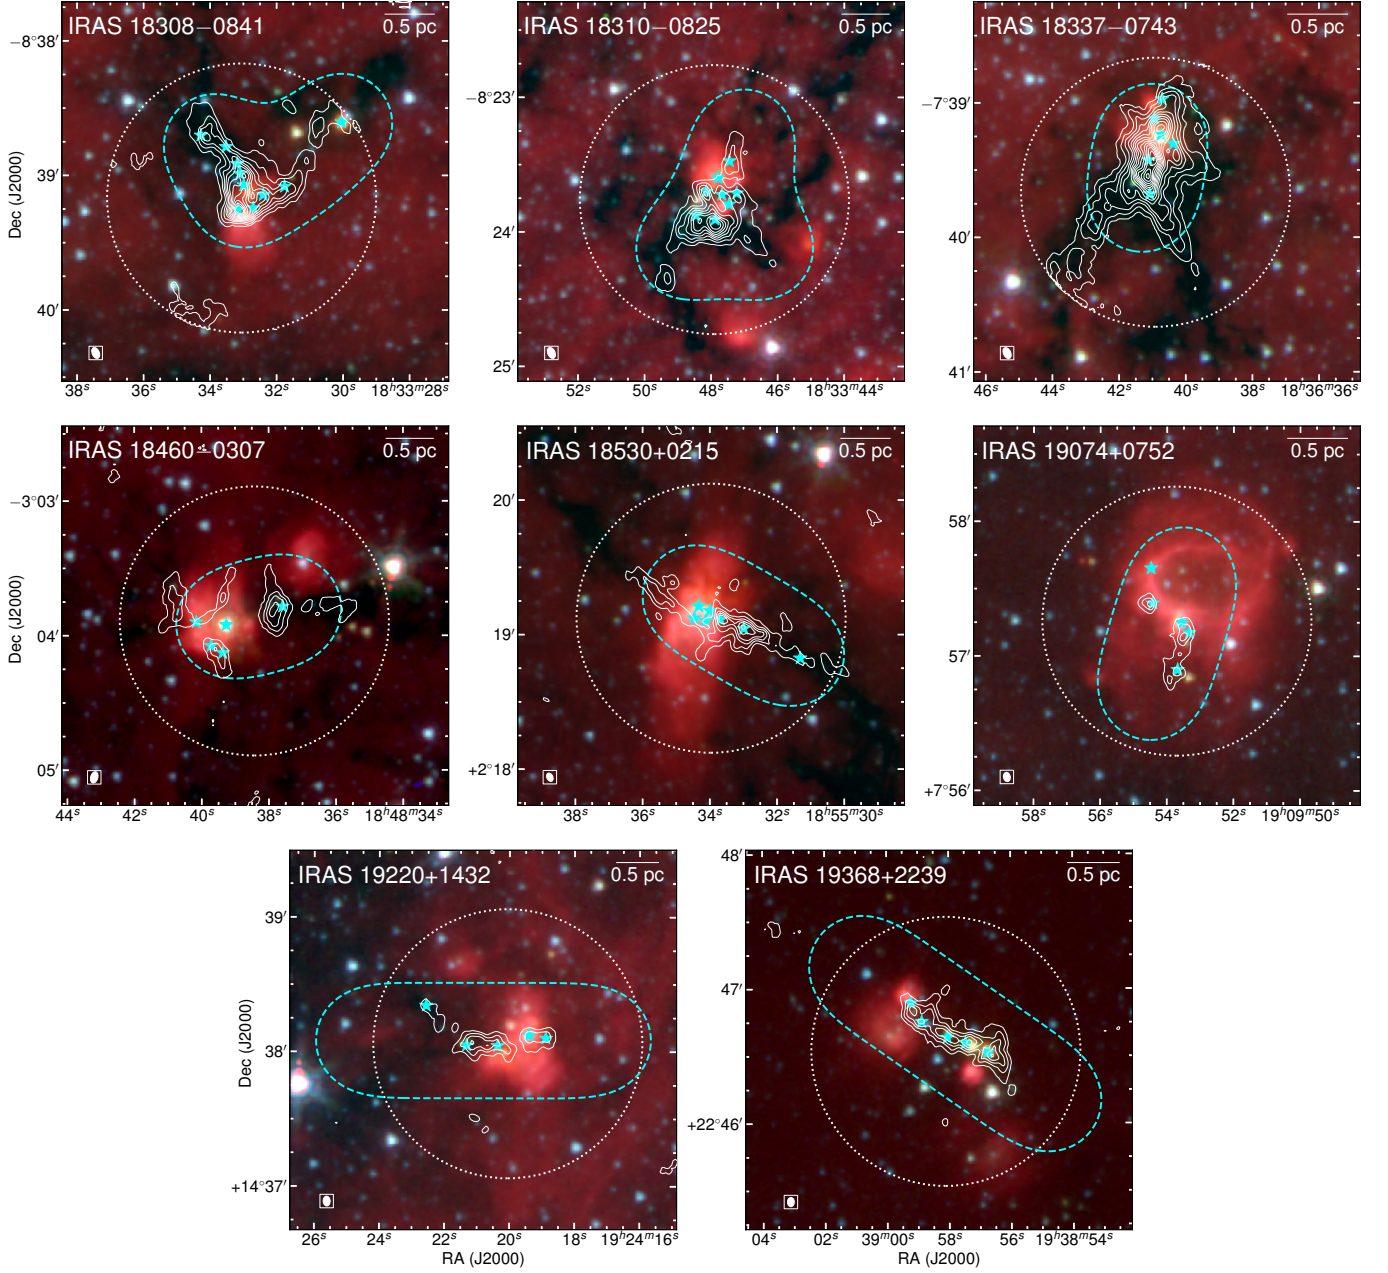 IRAS 18308−0841
0.5 pc
−8°38′
39′
40′
Dec (J2000)
38ˢ 36ˢ 34ˢ 32ˢ 30ˢ 18ʰ33ᵐ28ˢ
IRAS 18310−0825
0.5 pc
−8°23′
24′
25′
52ˢ 50ˢ 48ˢ 46ˢ 18ʰ33ᵐ44ˢ
IRAS 18337−0743
0.5 pc
−7°39′
40′
41′
46ˢ 44ˢ 42ˢ 40ˢ 18ʰ36ᵐ36ˢ
IRAS 18460−0307
0.5 pc
−3°03′
04′
05′
Dec (J2000)
44ˢ 42ˢ 40ˢ 38ˢ 36ˢ 18ʰ48ᵐ34ˢ
IRAS 18530+0215
0.5 pc
20′
19′
+2°18′
38ˢ 36ˢ 34ˢ 32ˢ 18ʰ55ᵐ30ˢ
IRAS 19074+0752
0.5 pc
58′
57′
+7°56′
58ˢ 56ˢ 54ˢ 52ˢ 19ʰ09ᵐ50ˢ
IRAS 19220+1432
0.5 pc
39′
38′
+14°37′
Dec (J2000)
26ˢ 24ˢ 22ˢ 20ˢ 18ˢ 19ʰ24ᵐ16ˢ
RA (J2000)
IRAS 19368+2239
0.5 pc
48′
47′
+22°46′
Dec (J2000)
04ˢ 02ˢ 39ᵐ00ˢ 58ˢ 56ˢ 19ʰ38ᵐ54ˢ
RA (J2000)